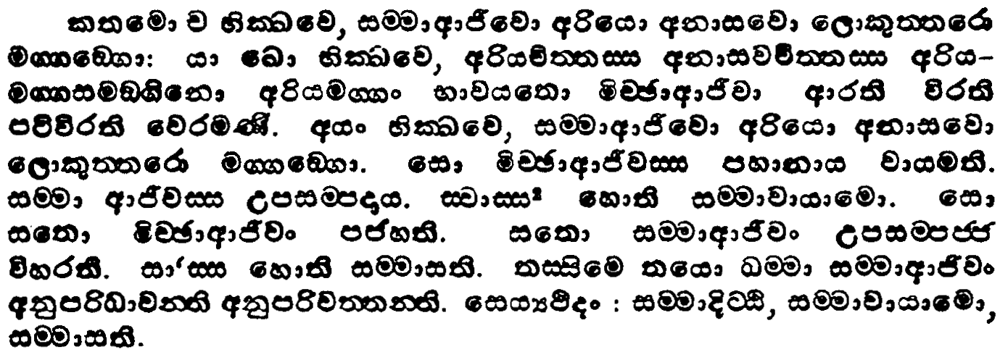 කතමො ච භික්ඛවෙ, සම්මාආජීවො අරියො අනාසවො ලොකුත්තරො
මග්ගඞ්ගො: යා ඛො භික්ඛවෙ, අරියචිත්තස්ස අනාසවචිත්තස්ස අරිය-
මග්ගසමඞ්ගිනො අරියමග්ගං භාවයතො මිච්ඡාආජීවා ආරති විරති
පටිවිරති වෙරමණී. අයං භික්ඛවෙ, සම්මාආජීවො අරියො අනාසවො
ලොකුත්තරො මග්ගඞ්ගො. සො මිච්ඡාආජීවස්ස පහානාය වායමති.
සම්මා ආජීවස්ස උපසම්පදාය. ස්වාස්ස² හොති සම්මාවායාමො. සො
සතො මිච්ඡාආජීවං පජහති. සතො සම්මාආජීවං උපසම්පජ්ජ
විහරති. සා‘ස්ස හොති සම්මාසති. තස්සිමෙ තයො ධම්මා සම්මාආජීවං
අනුපරිධාවන්ති අනුපරිවත්තන්ති. සෙය්‍යථිදං : සම්මාදිට්ඨි, සම්මාවායාමො,
සම්මාසති.